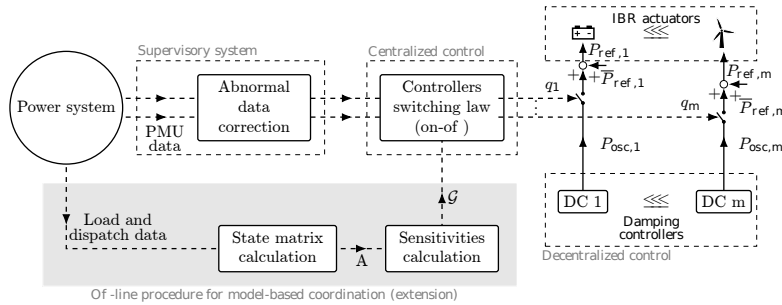 IBR actuators
⋘
Supervisory system
Centralized control
P_ref,1
+
+
P̅_ref,1
P_ref,m
+
+
P̅_ref,m
Power system
Abnormal
data
correction
Controllers
switching law
(on-of )
q1
qm
PMU
data
P_osc,1
P_osc,m
Load and
dispatch data
𝒢
DC 1
⋘
DC m
Damping
controllers
State matrix
calculation
A
Sensitivities
calculation
Decentralized control
Of -line procedure for model-based coordination (extension)